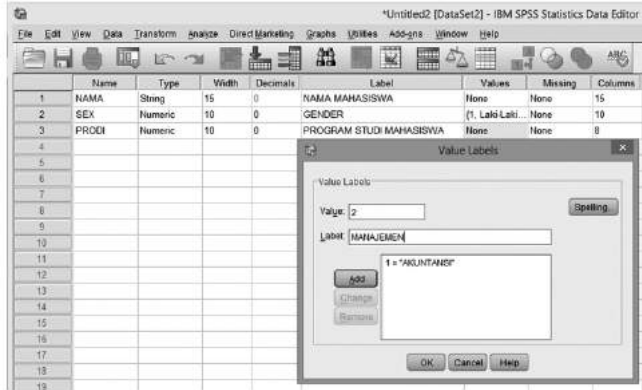 *Untitled2 [DataSet2] - IBM SPSS Statistics Data Editor
File Edit View Data Transform Analyze Direct Marketing Graphs Utilities Add-ons Window Help
Name Type Width Decimals Label Values Missing Columns
1 NAMA String 15 0 NAMA MAHASISWA None None 15
2 SEX Numeric 10 0 GENDER {1, Laki-Laki... None 10
3 PRODI Numeric 10 0 PROGRAM STUDI MAHASISWA None None 8
4
5
6
7
8
9
10
11
12
13
14
15
16
17
18
19
Value Labels
Value Labels
Value: 2
Spelling...
Label: MANAJEMEN
1 = "AKUNTANSI"
Add
Change
Remove
OK Cancel Help